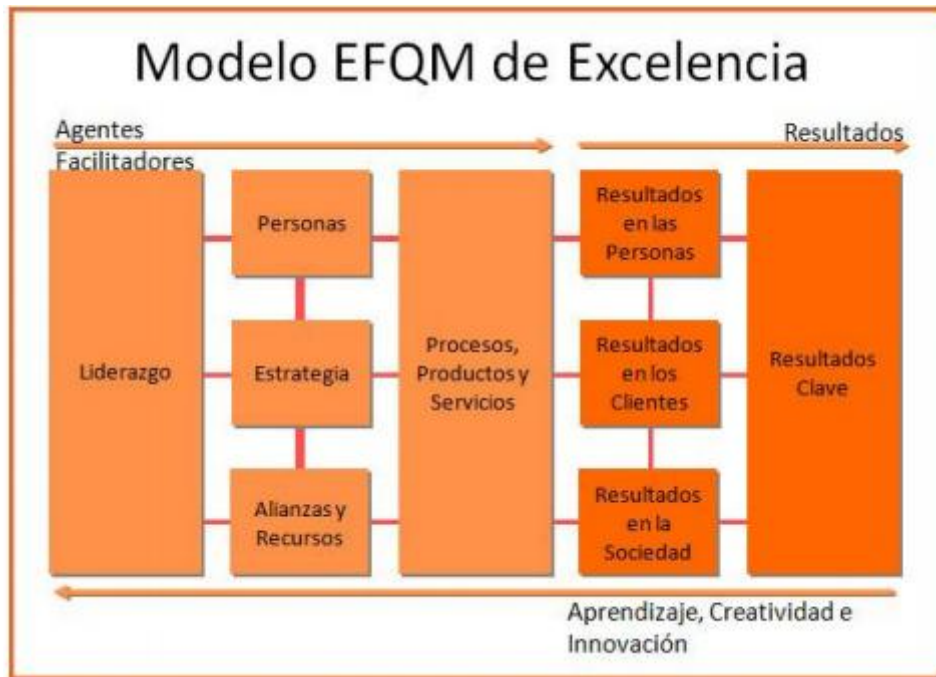 Modelo EFQM de Excelencia
Agentes
Facilitadores
Resultados
Liderazgo
Personas
Estrategia
Alianzas y
Recursos
Procesos,
Productos y
Servicios
Resultados
en las
Personas
Resultados
en los
Clientes
Resultados
en la
Sociedad
Resultados
Clave
Aprendizaje, Creatividad e
Innovación